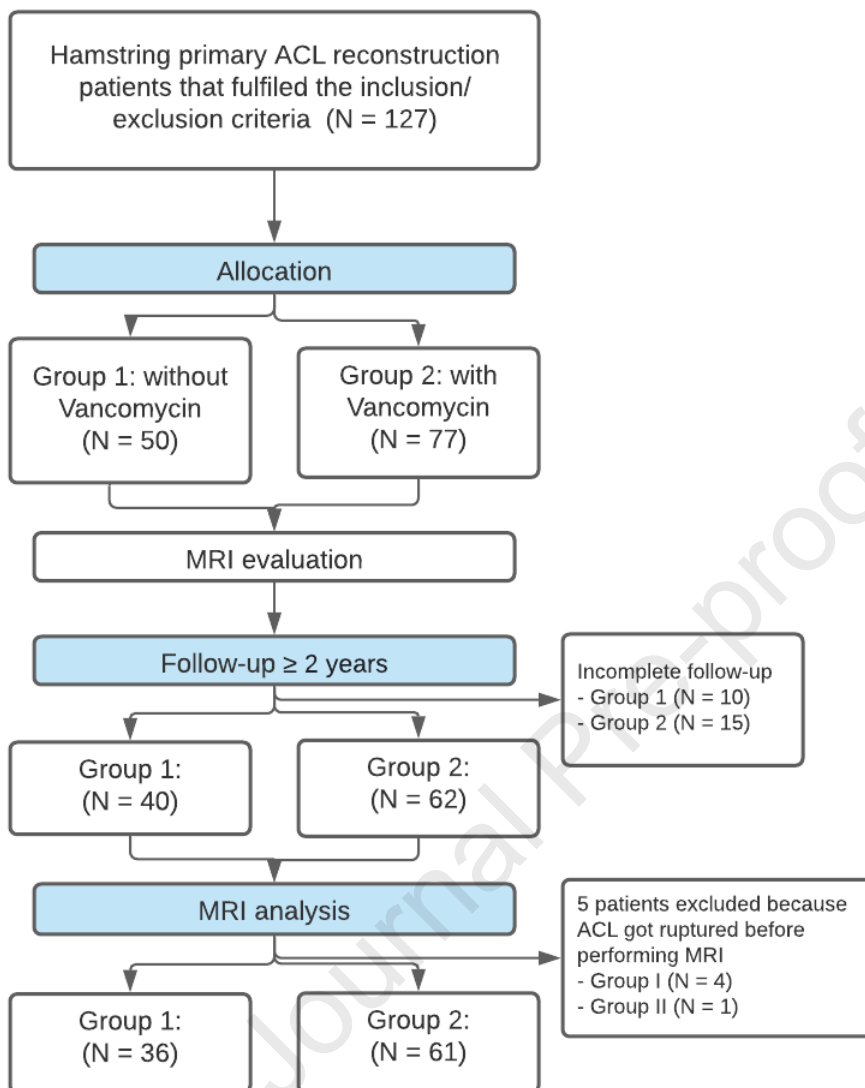 Hamstring primary ACL reconstruction
patients that fulfiled the inclusion/
exclusion criteria (N = 127)
Allocation
Group 1: without
Vancomycin
(N = 50)
Group 2: with
Vancomycin
(N = 77)
MRI evaluation
Follow-up ≥ 2 years
Incomplete follow-up
- Group 1 (N = 10)
- Group 2 (N = 15)
Group 1:
(N = 40)
Group 2:
(N = 62)
MRI analysis
5 patients excluded because
ACL got ruptured before
performing MRI
- Group I (N = 4)
- Group II (N = 1)
Group 1:
(N = 36)
Group 2:
(N = 61)
Journal Pre-proof